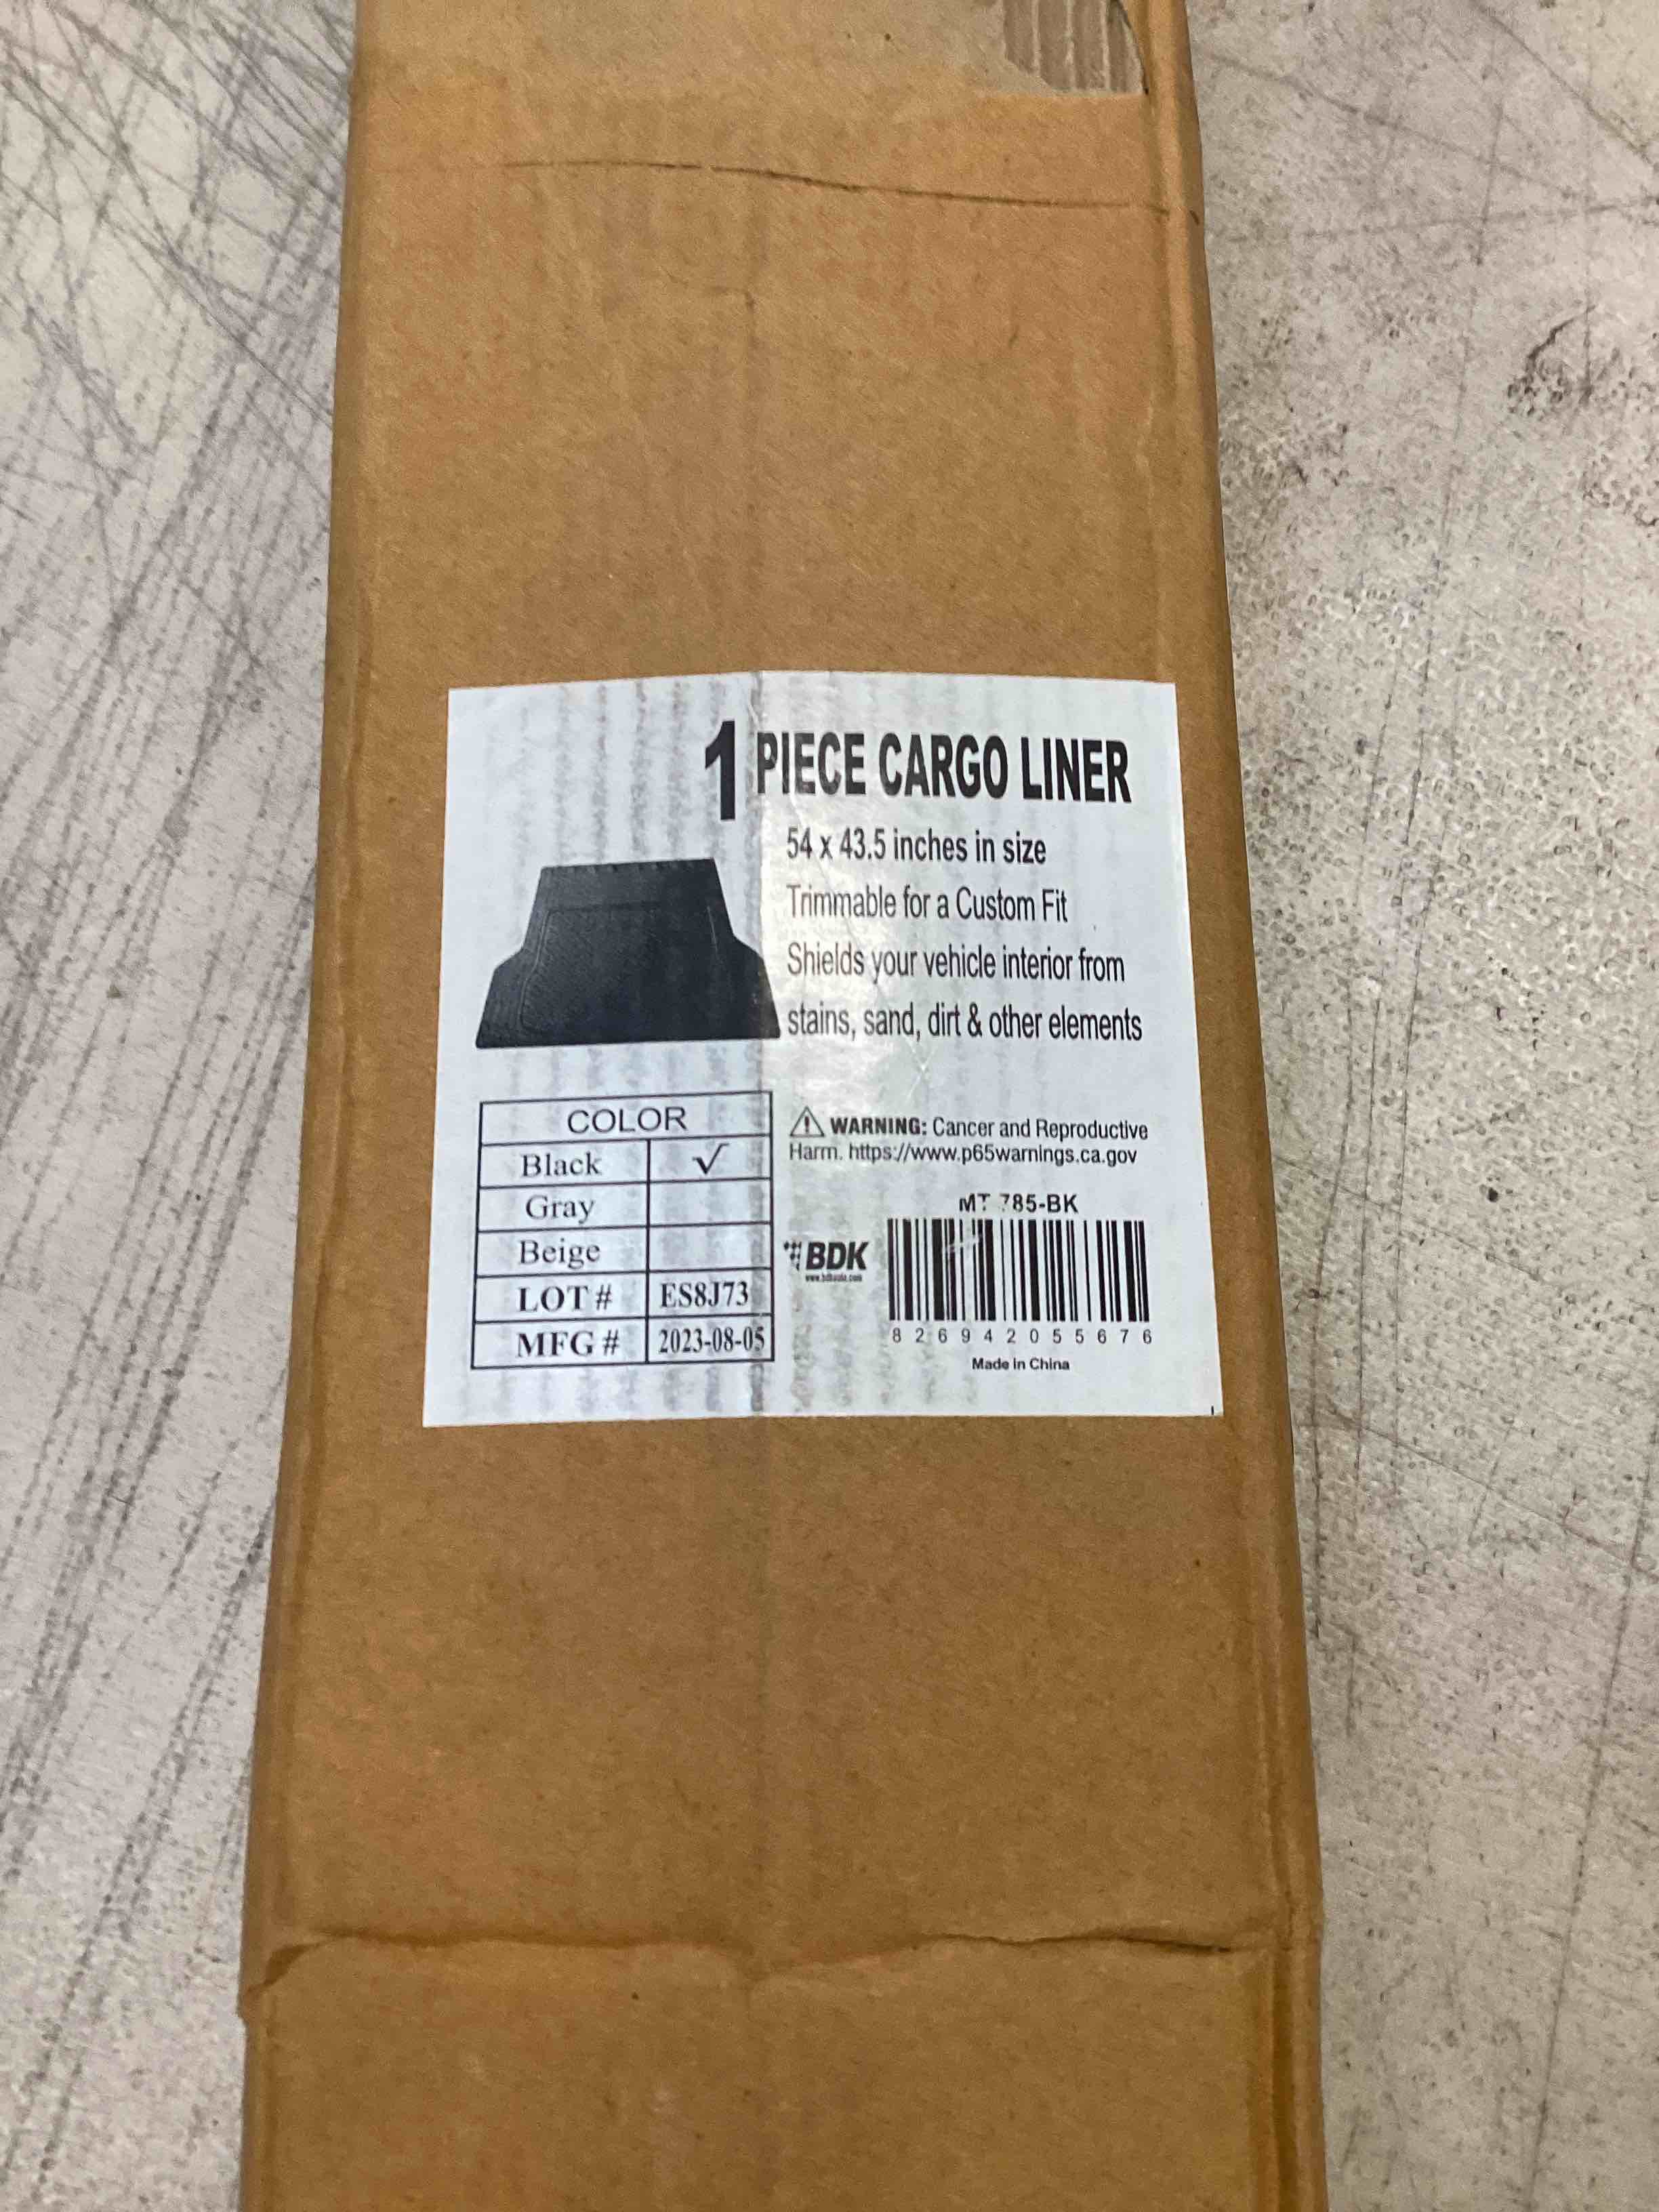 1 PIECE CARGO LINER
54 x 43.5 inches in size
Trimmable for a Custom Fit
Shields your vehicle interior from
stains, sand, dirt & other elements
COLOR
Black √
Gray
Beige
LOT # ES8J73
MFG # 2023-08-05
WARNING: Cancer and Reproductive
Harm. https://www.p65warnings.ca.gov
785-BK
BDK
826942055676
Made in China